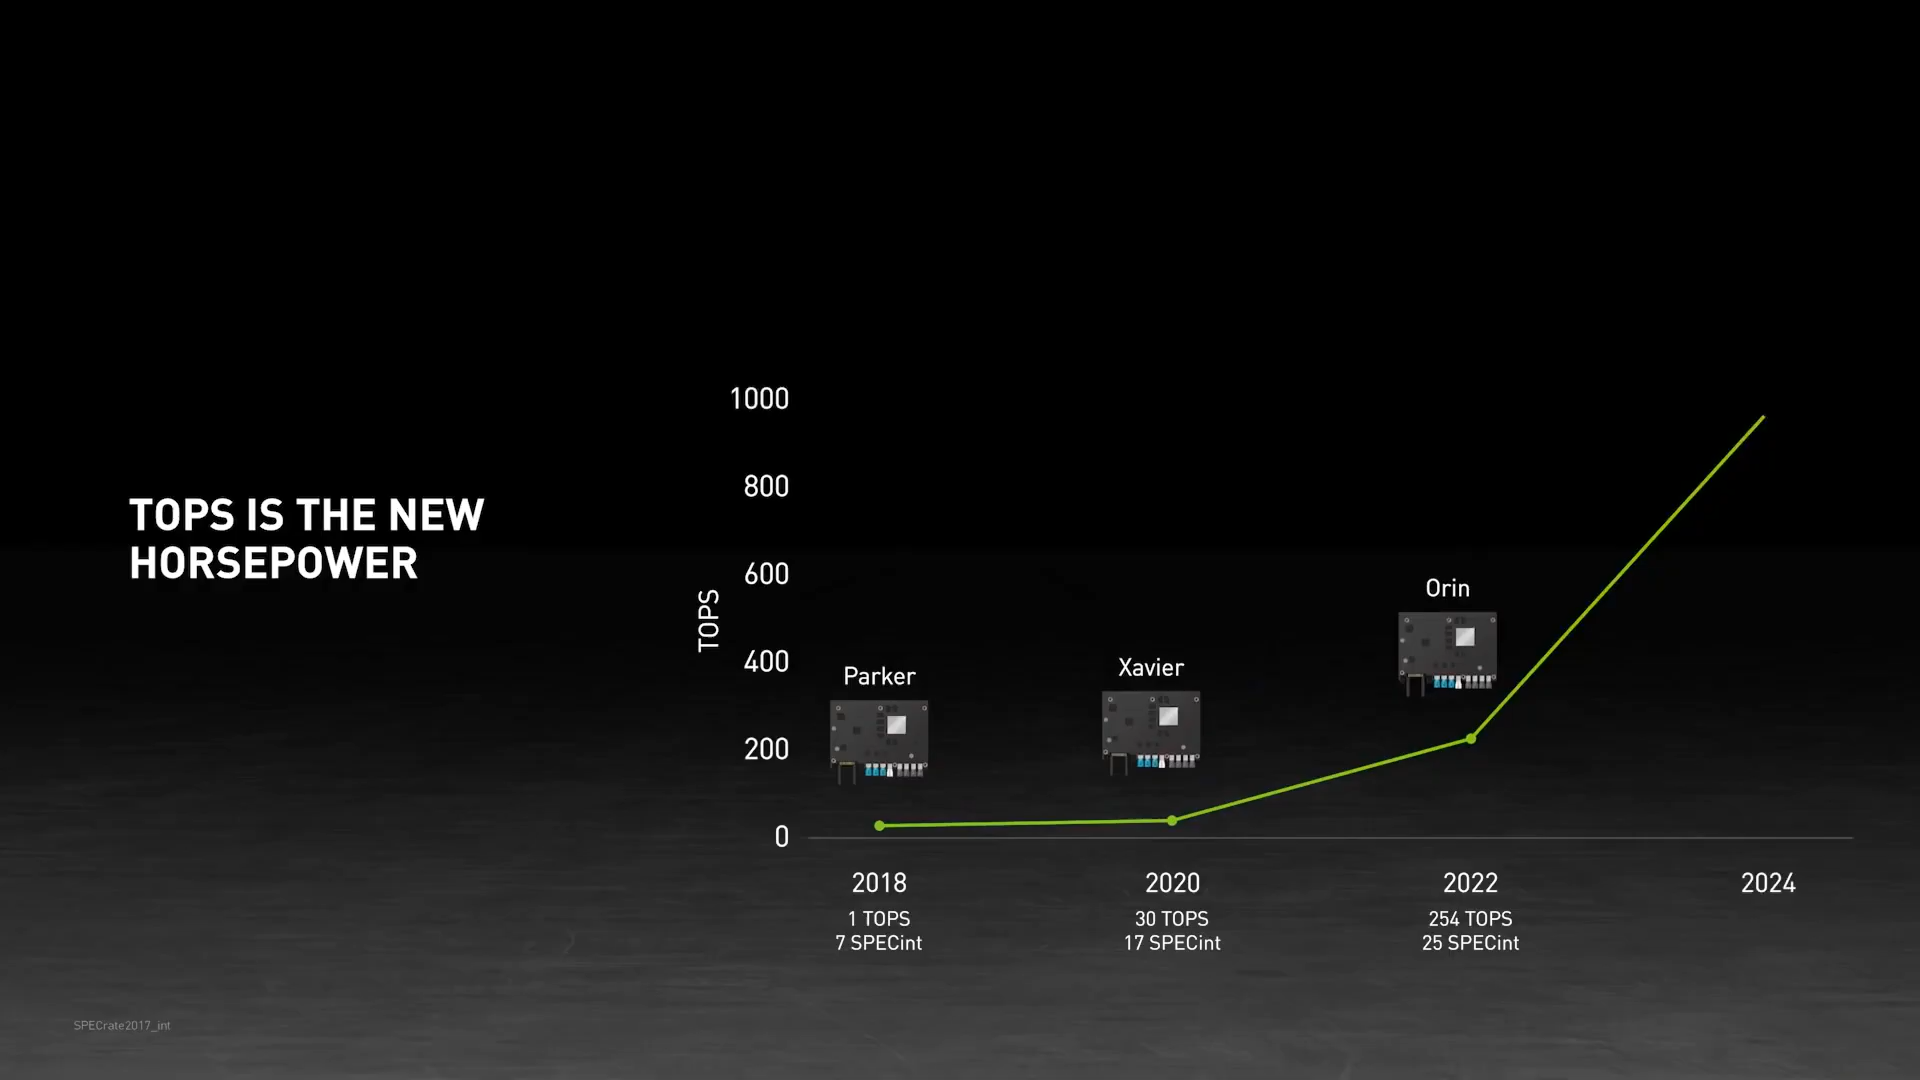 TOPS IS THE NEW
HORSEPOWER
TOPS
1000
800
600
400
200
0
Parker
Xavier
Orin
2018
1 TOPS
7 SPECint
2020
30 TOPS
17 SPECint
2022
254 TOPS
25 SPECint
2024
SPECrate2017_int